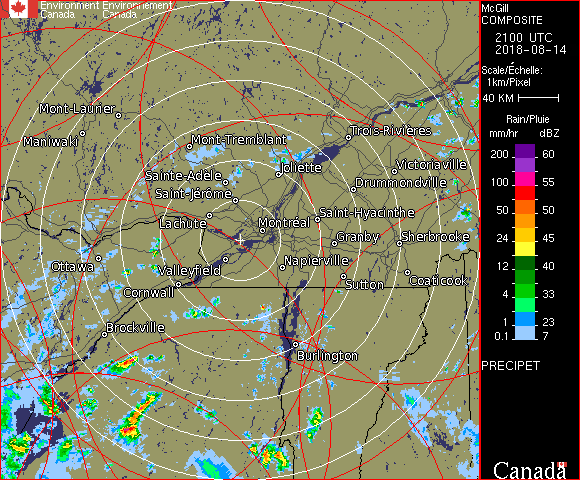 Environment Environnement
Canada Canada
McGill
COMPOSITE
2100 UTC
2018-08-14
Scale/Échelle:
1km/Pixel
40 KM
Rain/Pluie
mm/hr dBZ
200 60
100 55
50 50
24 45
12 40
4 33
1 23
0.1 7
PRECIPET
Canada
Mont-Laurier
Maniwaki
Mont-Tremblant
Trois-Rivières
Joliette
Victoriaville
Sainte-Adèle
Saint-Jérôme
Drummondville
Lachute
Montréal
Saint-Hyacinthe
Granby
Sherbrooke
Ottawa
Valleyfield
Napierville
Cornwall
Sutton
Coaticook
Brockville
Burlington